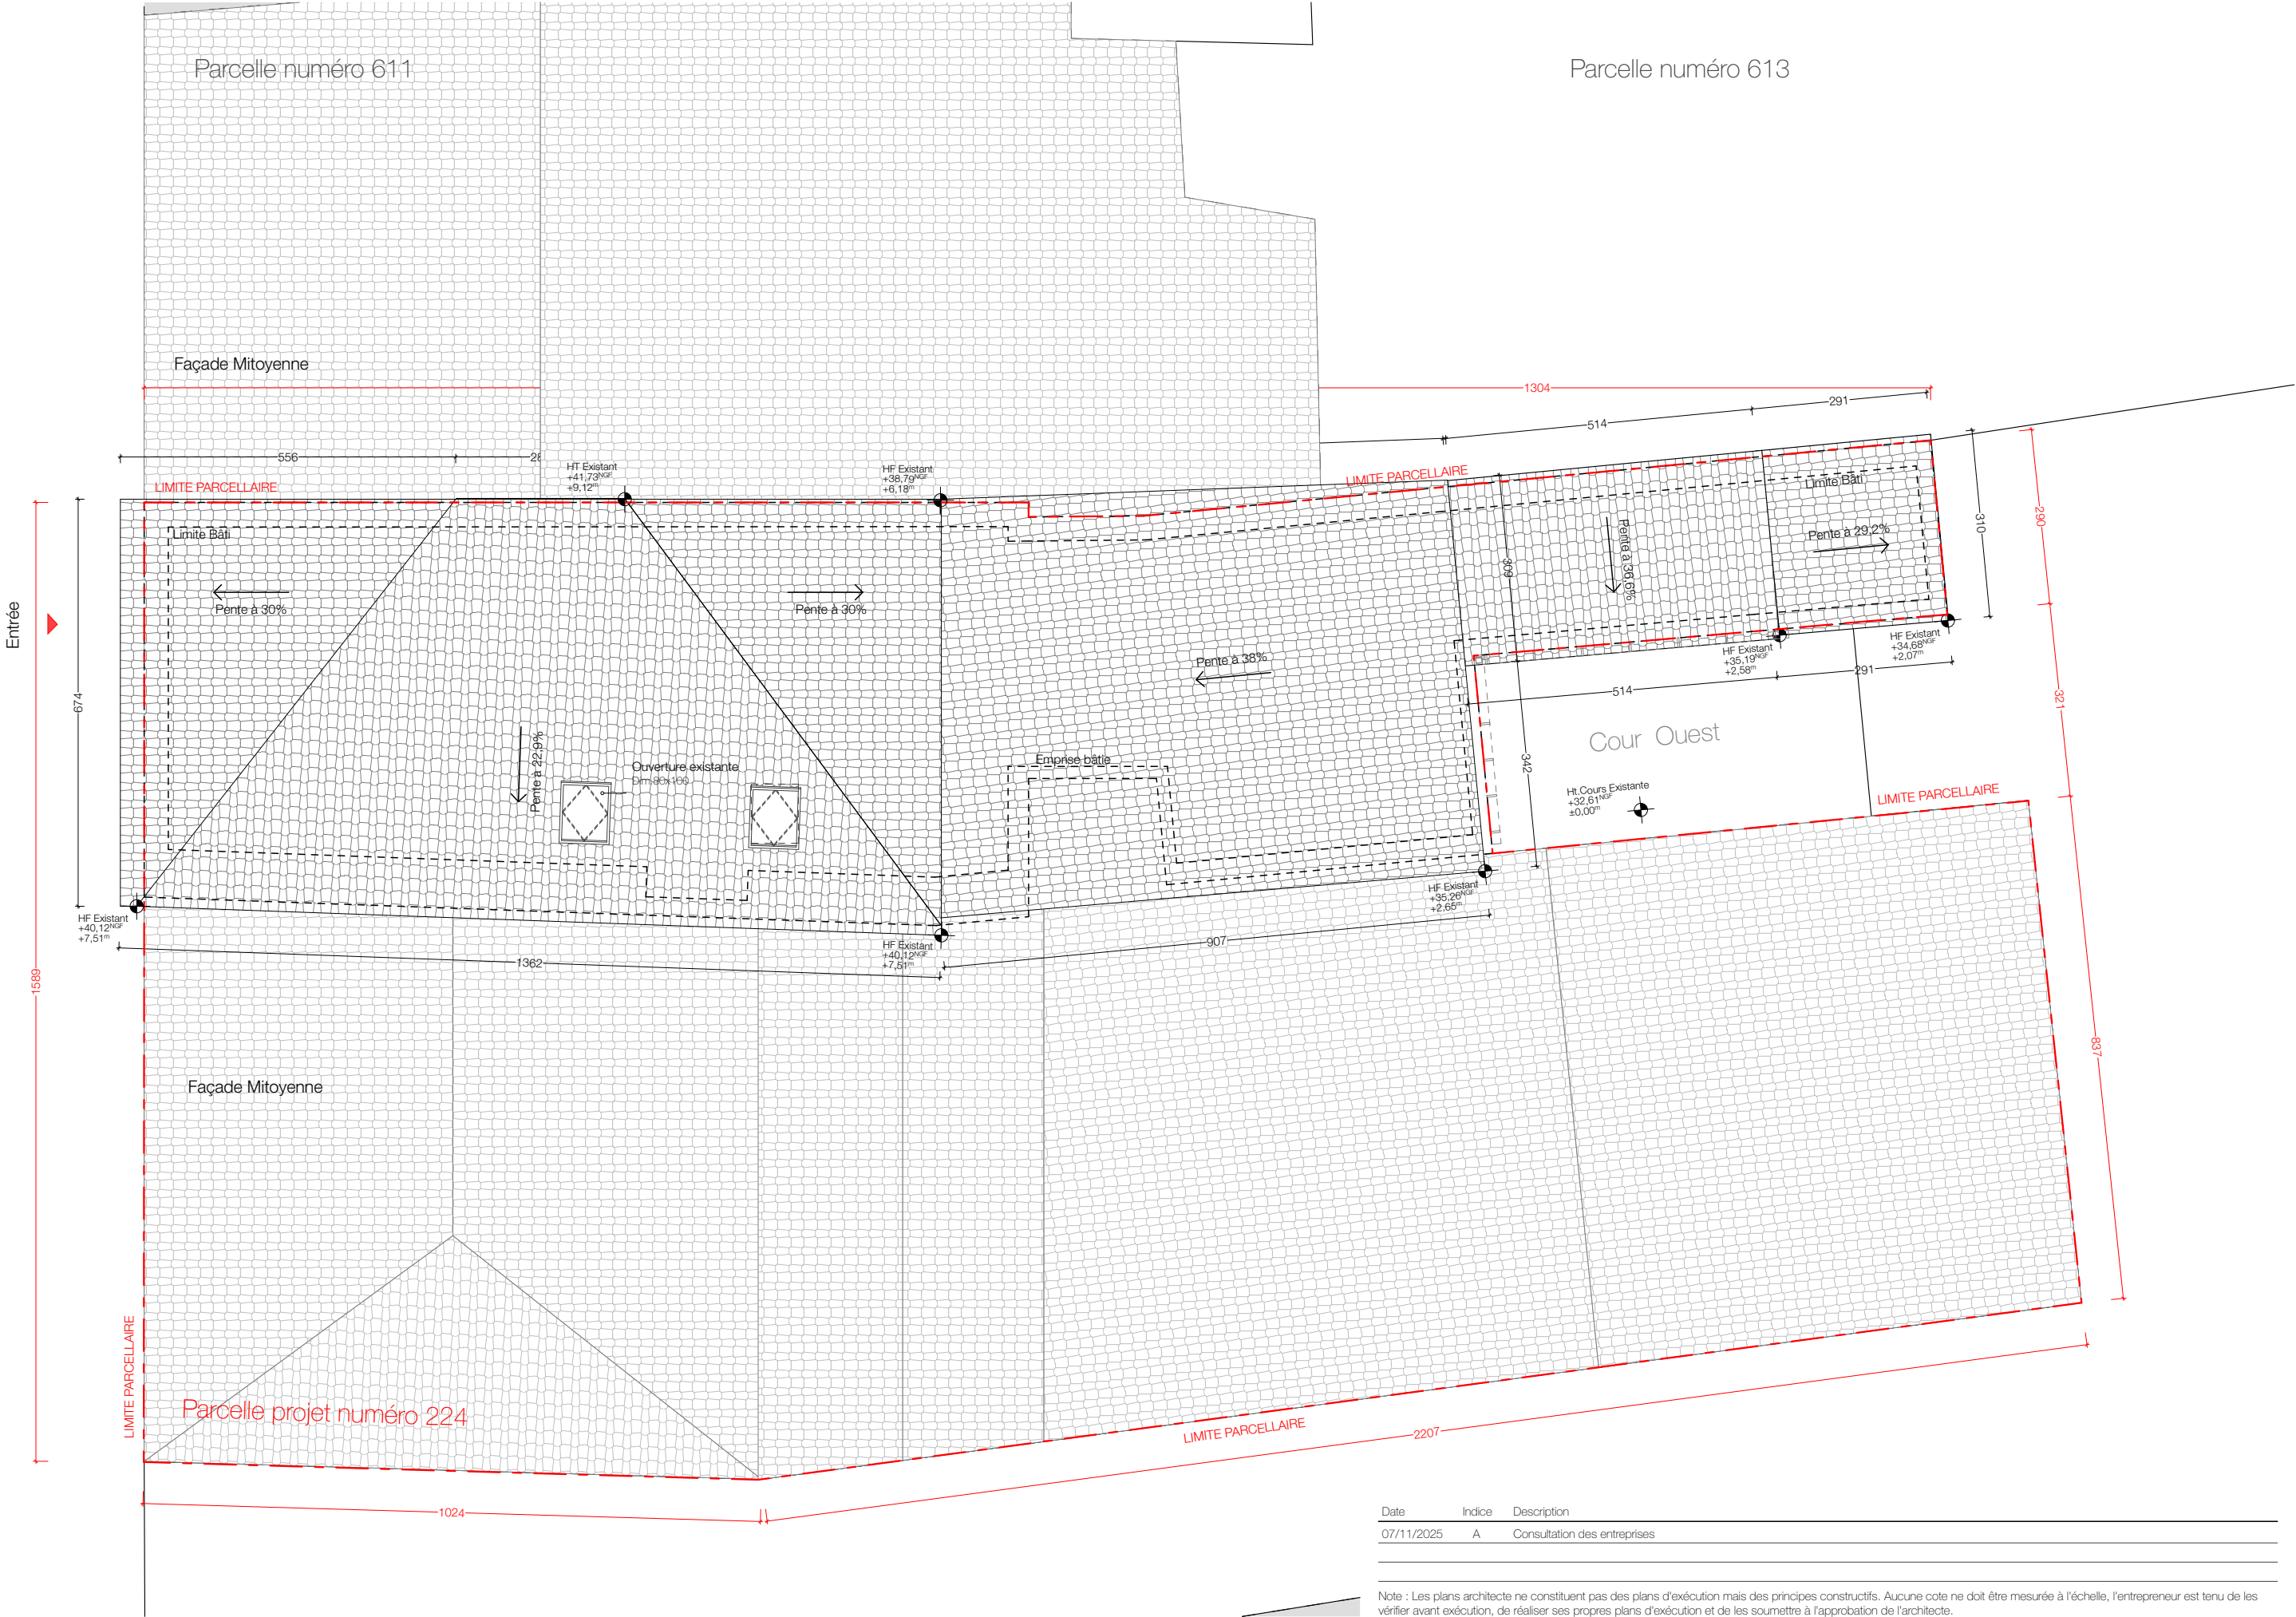 Parcelle numéro 611
Parcelle numéro 613
Façade Mitoyenne
1304
291
514
556
HT Existant
+41,73NGF
+9,12m
HF Existant
+38,79NGF
+6,18m
LIMITE PARCELLAIRE
LIMITE PARCELLAIRE
Limite Bâti
Limite Bâti
Pente à 29,2%
310
290
Pente à 36,6%
309
Entrée
Pente à 30%
Pente à 30%
HF Existant
+35,19NGF
+2,58m
HF Existant
+34,68NGF
+2,07m
Pente à 38%
514
291
321
674
Cour Ouest
Pente à 22,9%
Ouverture existante
Dim 80x100
Emprise bâtie
342
Ht.Cours Existante
+32,61NGF
±0,00m
LIMITE PARCELLAIRE
HF Existant
+35,26NGF
+2,65m
HF Existant
+40,12NGF
+7,51m
HF Existant
+40,12NGF
+7,51m
907
1362
1589
837
Façade Mitoyenne
LIMITE PARCELLAIRE
Parcelle projet numéro 224
LIMITE PARCELLAIRE
2207
1024
Date Indice Description
07/11/2025 A Consultation des entreprises
Note : Les plans architecte ne constituent pas des plans d'exécution mais des principes constructifs. Aucune cote ne doit être mesurée à l'échelle, l'entrepreneur est tenu de les
vérifier avant exécution, de réaliser ses propres plans d'exécution et de les soumettre à l'approbation de l'architecte.